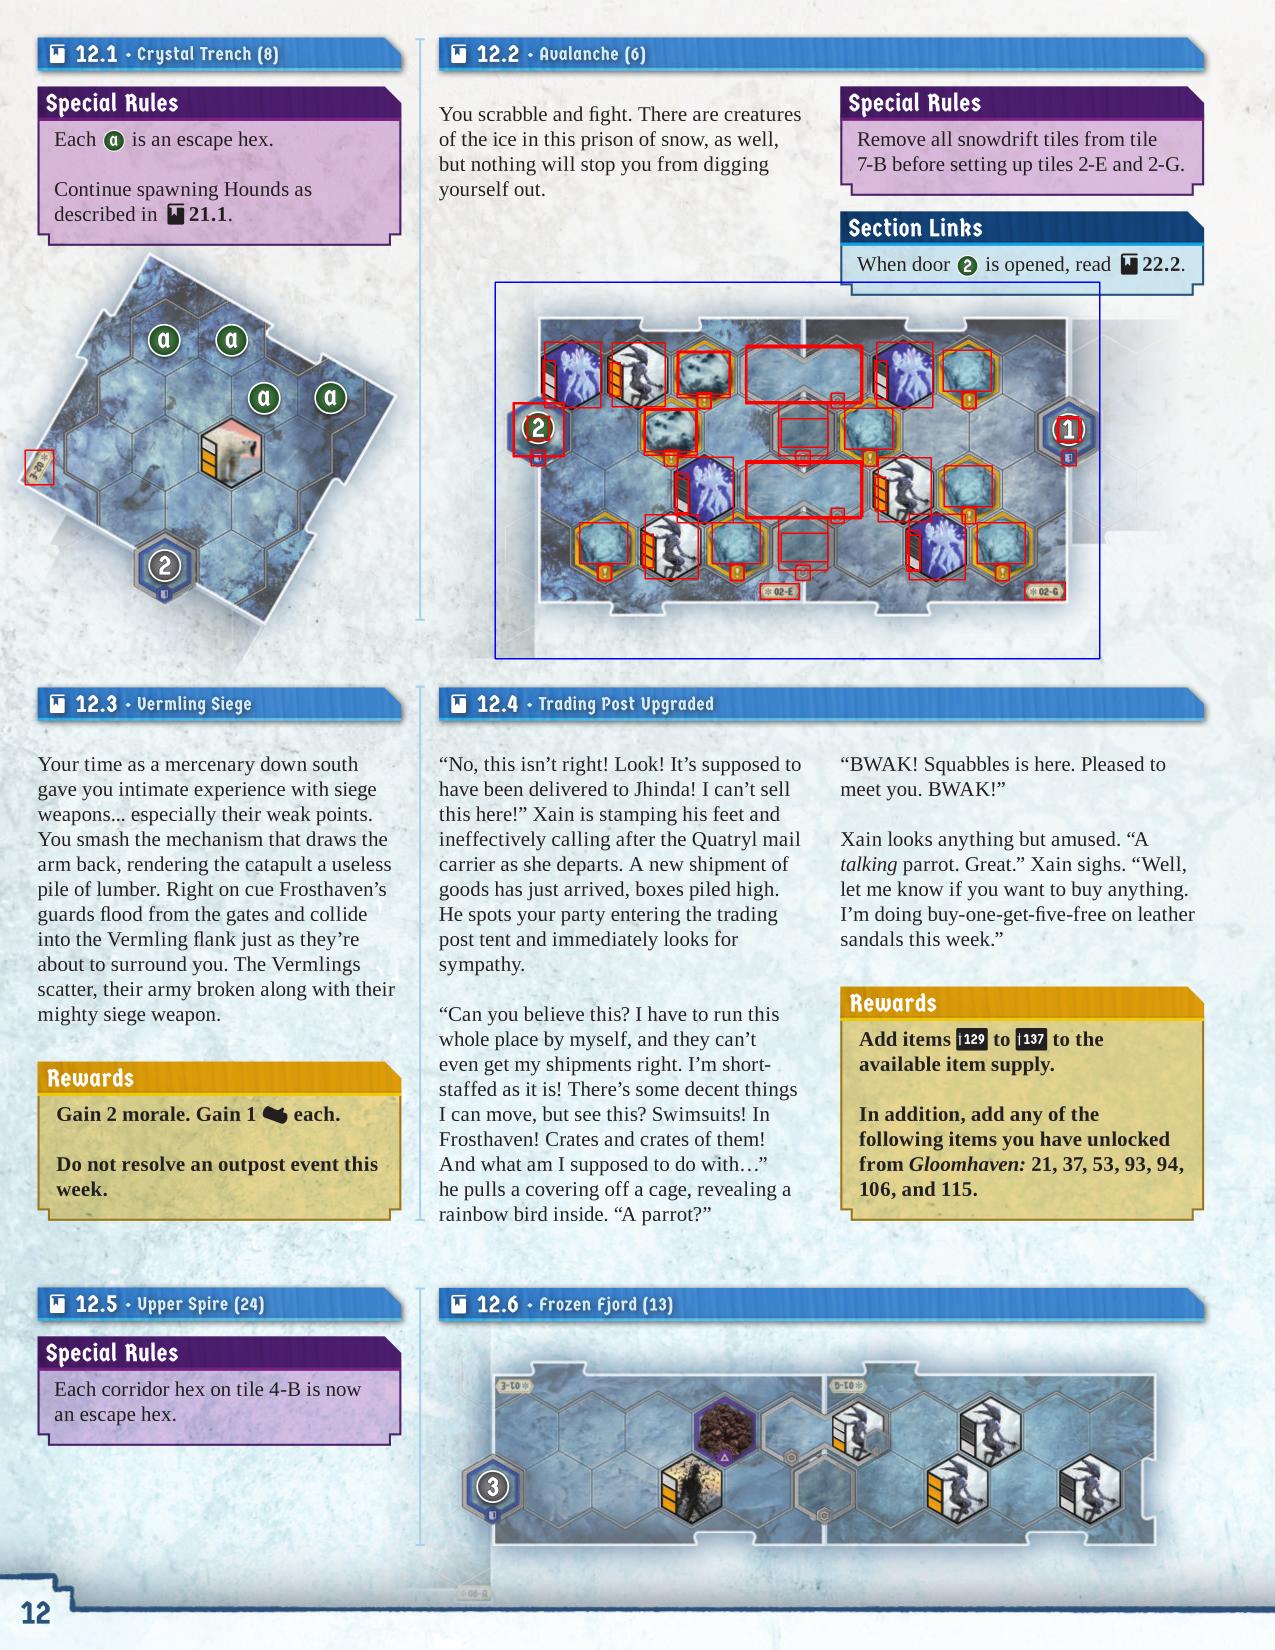 12.1 • Crystal Trench (8)
Special Rules
Each a is an escape hex.
Continue spawning Hounds as
described in 21.1.
a a
a a
3-20
2
12.2 • Avalanche (6)
You scrabble and fight. There are creatures
of the ice in this prison of snow, as well,
but nothing will stop you from digging
yourself out.
Special Rules
Remove all snowdrift tiles from tile
7-B before setting up tiles 2-E and 2-G.
Section Links
When door 2 is opened, read 22.2.
2 1
02-E 02-G
12.3 • Vermling Siege
Your time as a mercenary down south
gave you intimate experience with siege
weapons... especially their weak points.
You smash the mechanism that draws the
arm back, rendering the catapult a useless
pile of lumber. Right on cue Frosthaven's
guards flood from the gates and collide
into the Vermling flank just as they're
about to surround you. The Vermlings
scatter, their army broken along with their
mighty siege weapon.
Rewards
Gain 2 morale. Gain 1 each.
Do not resolve an outpost event this
week.
12.4 • Trading Post Upgraded
“No, this isn’t right! Look! It’s supposed to
have been delivered to Jhinda! I can’t sell
this here!” Xain is stamping his feet and
ineffectively calling after the Quatryl mail
carrier as she departs. A new shipment of
goods has just arrived, boxes piled high.
He spots your party entering the trading
post tent and immediately looks for
sympathy.
“Can you believe this? I have to run this
whole place by myself, and they can’t
even get my shipments right. I’m short-
staffed as it is! There’s some decent things
I can move, but see this? Swimsuits! In
Frosthaven! Crates and crates of them!
And what am I supposed to do with…”
he pulls a covering off a cage, revealing a
rainbow bird inside. “A parrot?”
“BWAK! Squabbles is here. Pleased to
meet you. BWAK!”
Xain looks anything but amused. “A
talking parrot. Great.” Xain sighs. “Well,
let me know if you want to buy anything.
I’m doing buy-one-get-five-free on leather
sandals this week.”
Rewards
Add items 129 to 137 to the
available item supply.
In addition, add any of the
following items you have unlocked
from Gloomhaven: 21, 37, 53, 93, 94,
106, and 115.
12.5 • Upper Spire (24)
Special Rules
Each corridor hex on tile 4-B is now
an escape hex.
12.6 • Frozen Fjord (13)
01-E 01-G
3
12